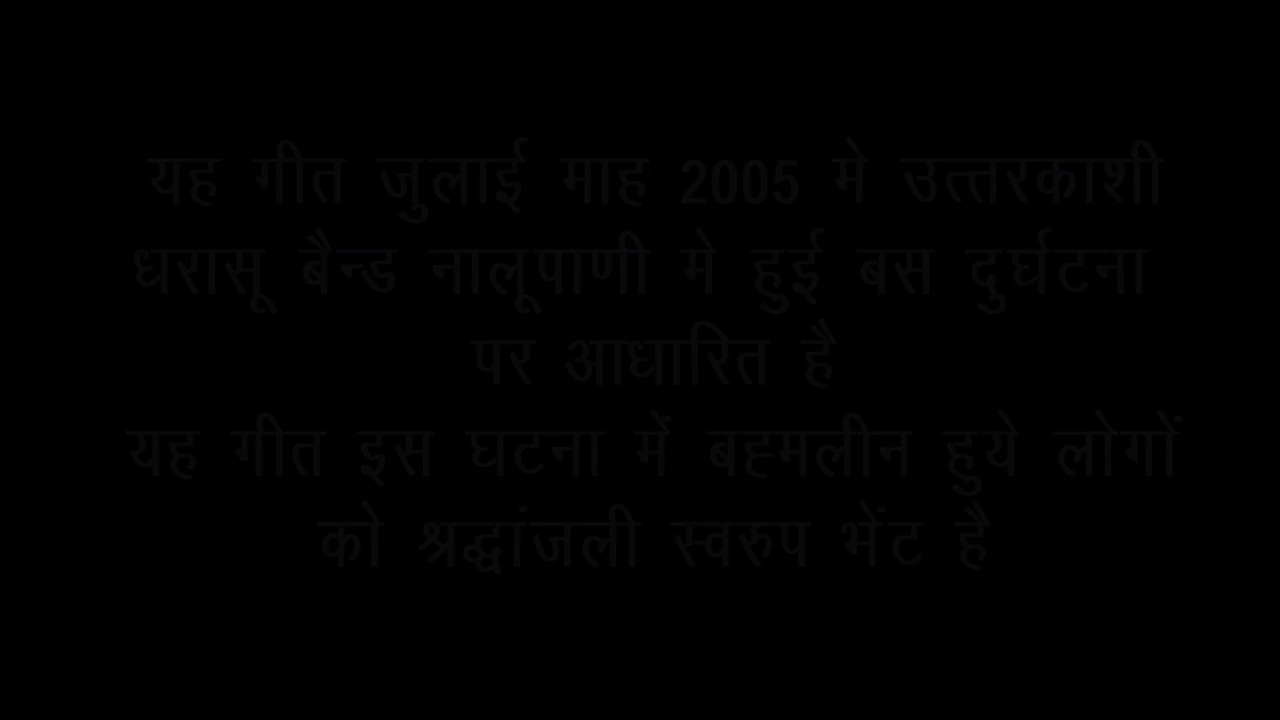 यह गीत जुलाई माह 2005 मे उत्तरकाशी
धरासू बैन्ड नालूपाणी मे हुई बस दुर्घटना
पर आधारित है
यह गीत इस घटना में बह्मलीन हुये लोगों
को श्रद्धांजली स्वरुप भेंट है